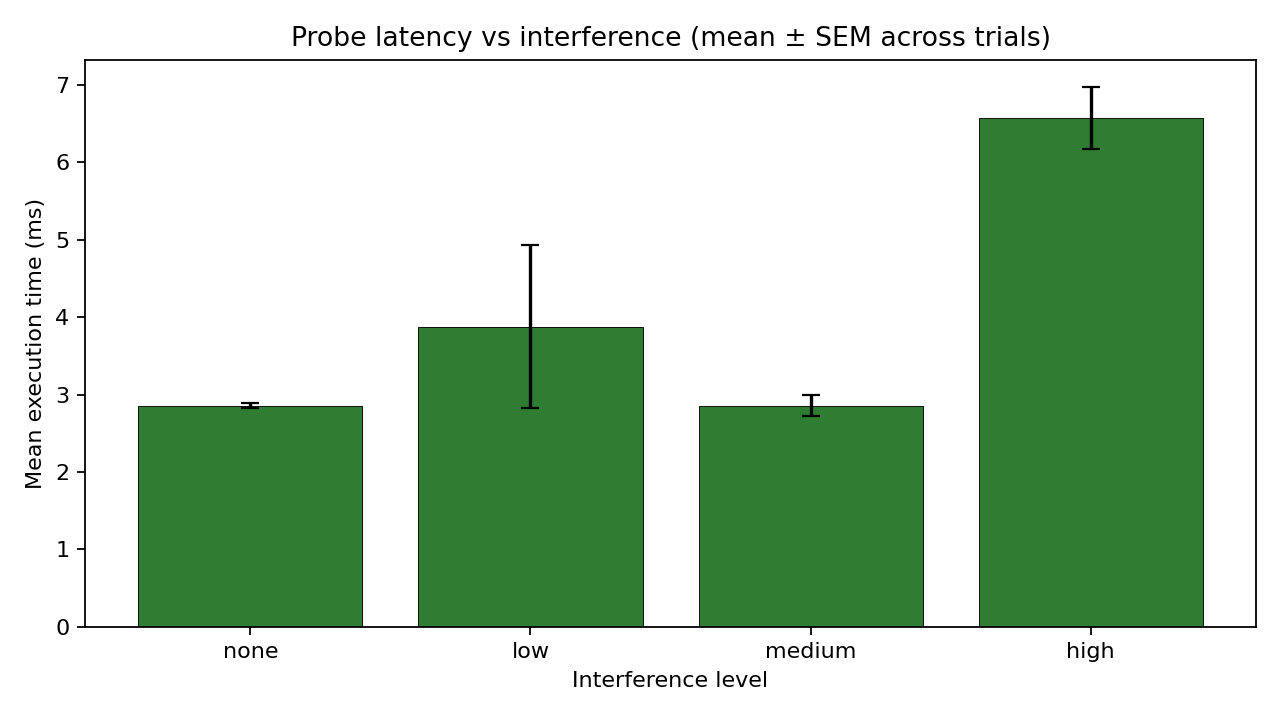 Probe latency vs interference (mean ± SEM across trials)
Mean execution time (ms)
7
6
5
4
3
2
1
0
none low medium high
Interference level